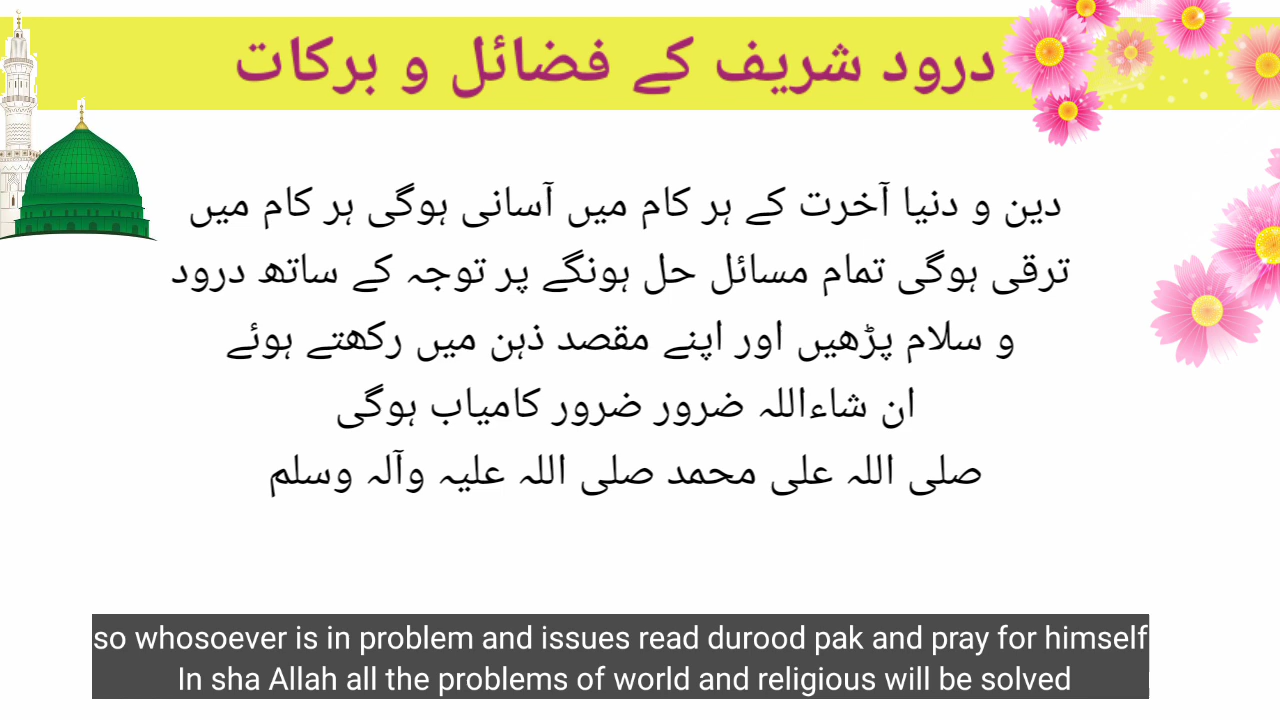 درود شریف کے فضائل و برکات
دین و دنیا آخرت کے ہر کام میں آسانی ہوگی ہر کام میں
ترقی ہوگی تمام مسائل حل ہونگے پر توجہ کے ساتھ درود
و سلام پڑھیں اور اپنے مقصد ذہن میں رکھتے ہوئے
ان شاءاللہ ضرور ضرور کامیاب ہوگی
صلی اللہ علی محمد صلی اللہ علیہ وآلہ وسلم
so whosoever is in problem and issues read durood pak and pray for himself
In sha Allah all the problems of world and religious will be solved